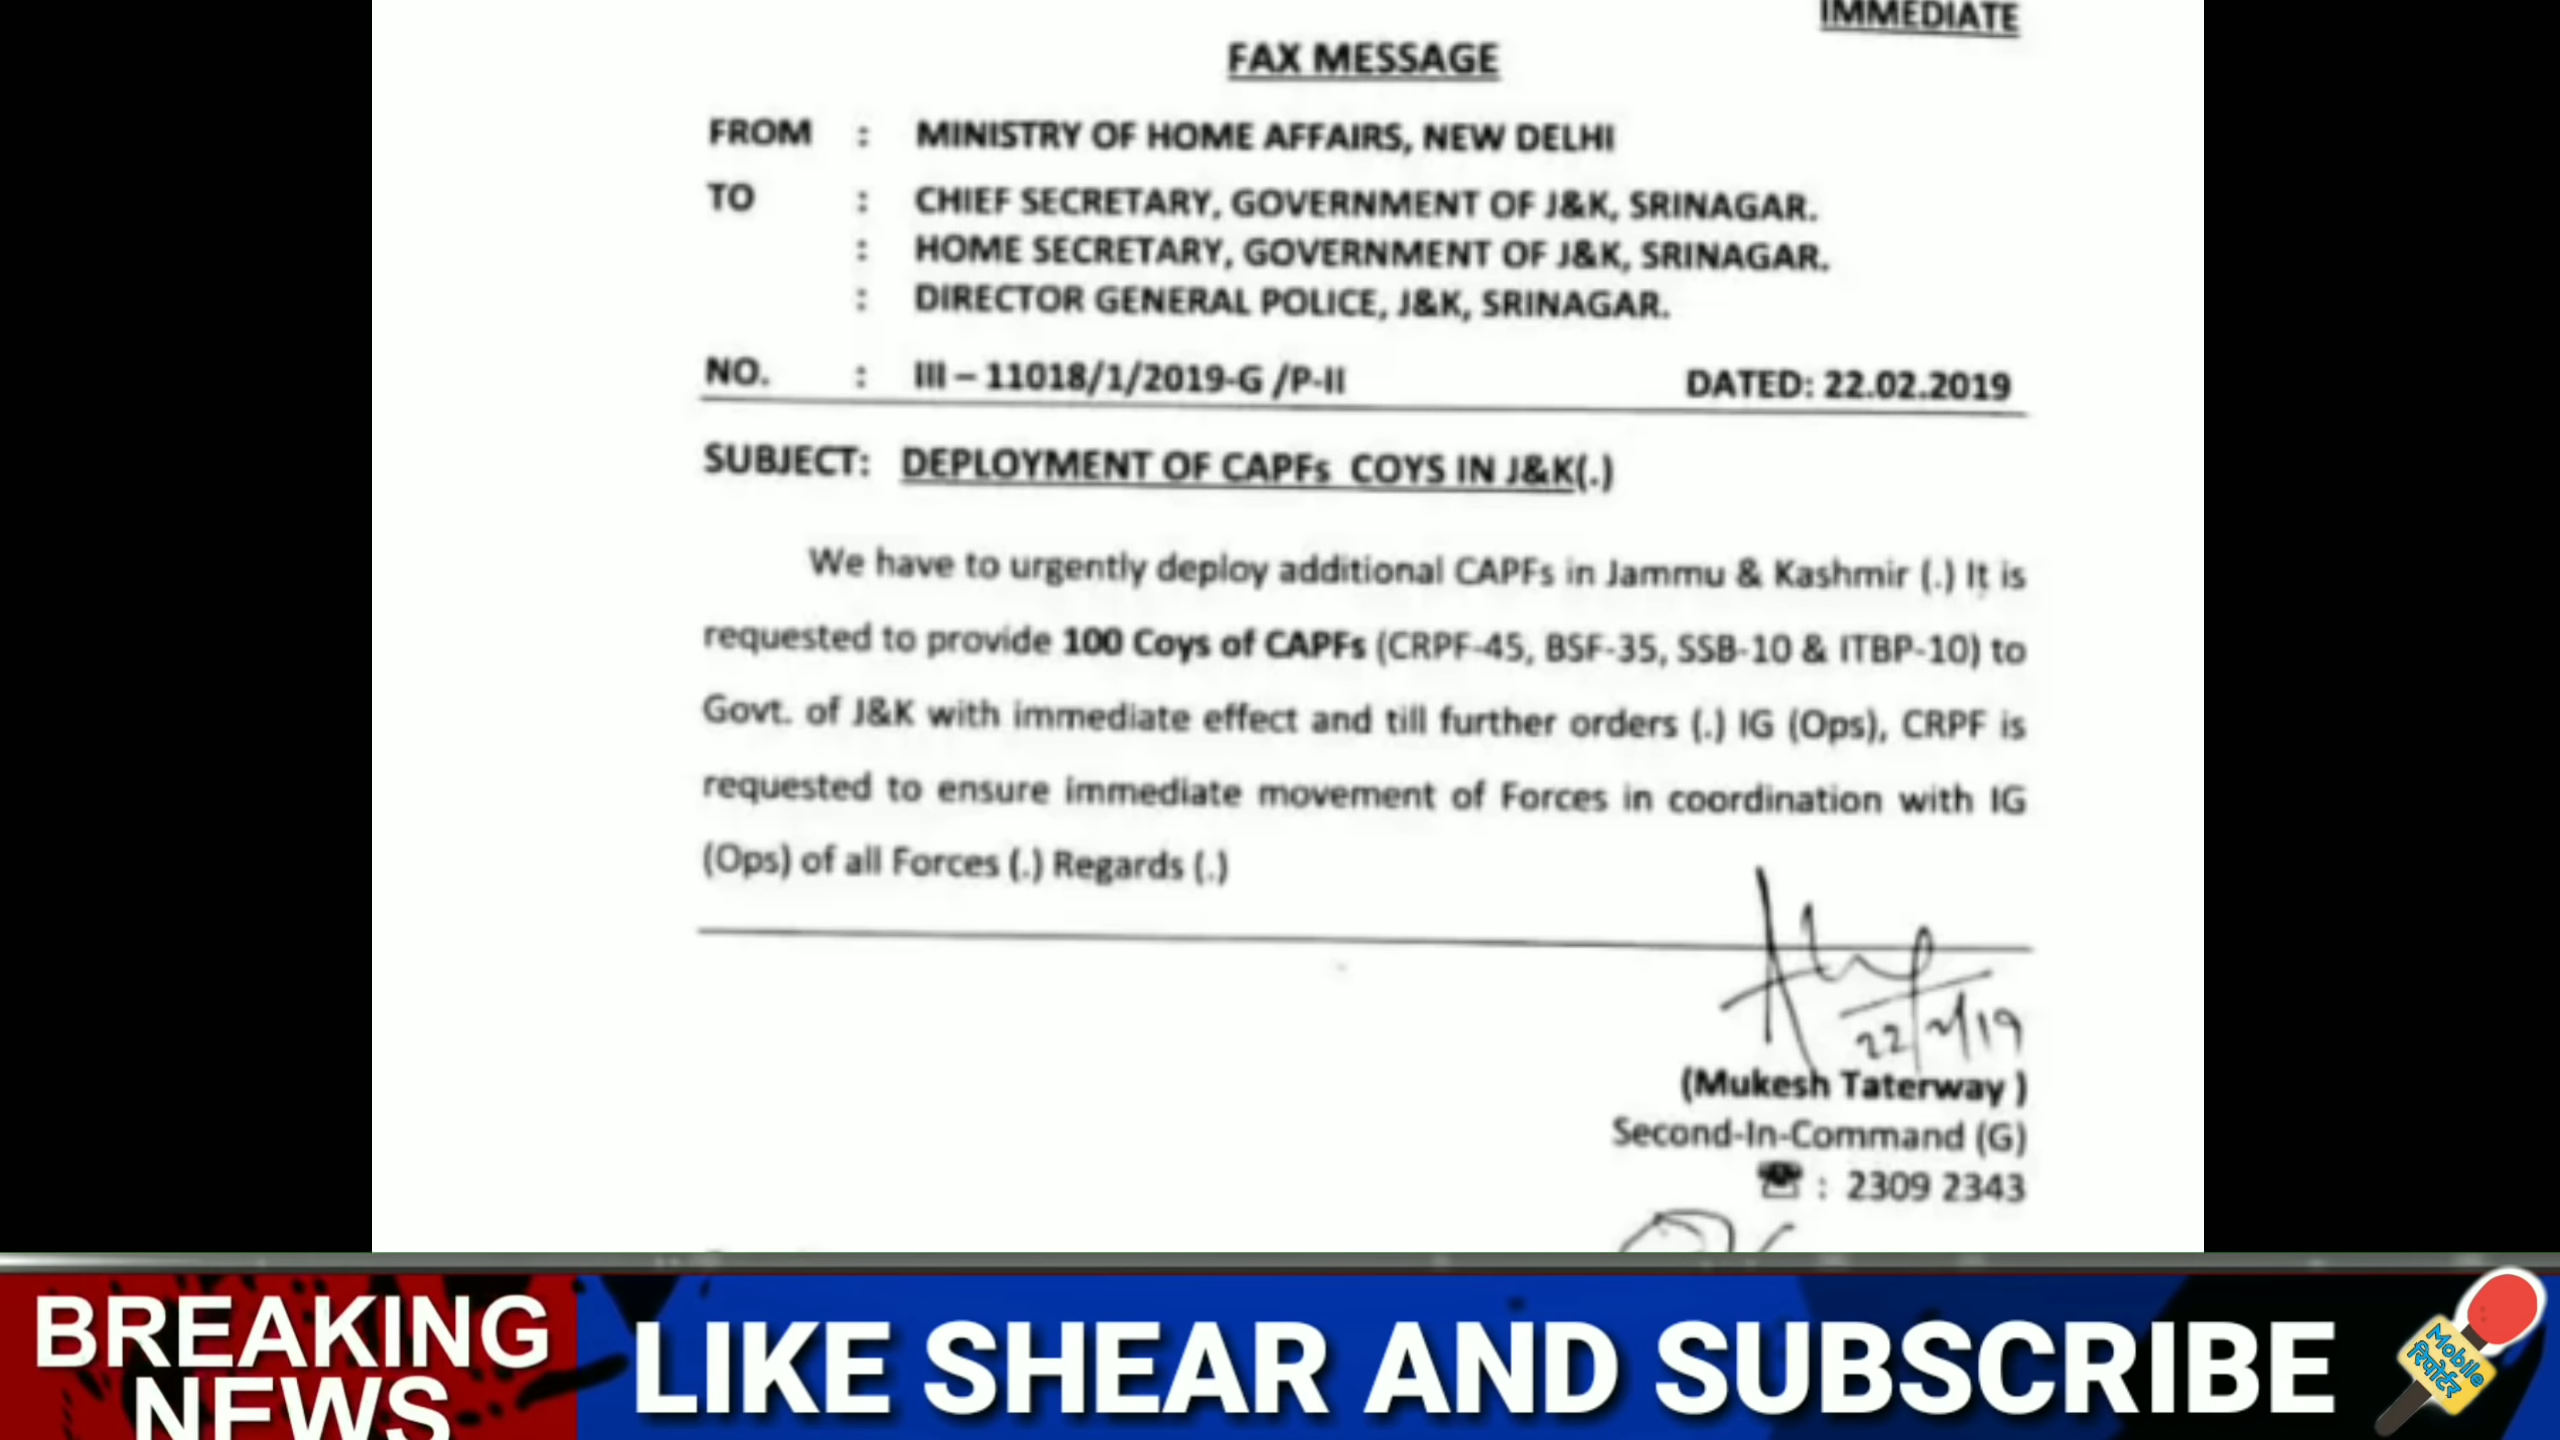 IMMEDIATE
FAX MESSAGE
FROM : MINISTRY OF HOME AFFAIRS, NEW DELHI
TO : CHIEF SECRETARY, GOVERNMENT OF J&K, SRINAGAR.
: HOME SECRETARY, GOVERNMENT OF J&K, SRINAGAR.
: DIRECTOR GENERAL POLICE, J&K, SRINAGAR.
NO. : III – 11018/1/2019-G /P-II DATED: 22.02.2019
SUBJECT: DEPLOYMENT OF CAPFs COYS IN J&K(.)
We have to urgently deploy additional CAPFs in Jammu & Kashmir (.) It is
requested to provide 100 Coys of CAPFs (CRPF-45, BSF-35, SSB-10 & ITBP-10) to
Govt. of J&K with immediate effect and till further orders (.) IG (Ops), CRPF is
requested to ensure immediate movement of Forces in coordination with IG
(Ops) of all Forces (.) Regards (.)
22/2/19
(Mukesh Taterway )
Second-In-Command (G)
☎ : 2309 2343
BREAKING
NEWS
LIKE SHEAR AND SUBSCRIBE
Mobile
रिपोर्टर